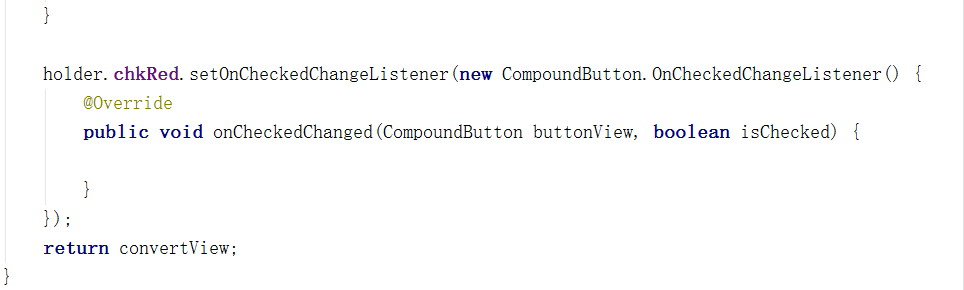 }
holder.chkRed.setOnCheckedChangeListener(new CompoundButton.OnCheckedChangeListener() {
@Override
public void onCheckedChanged(CompoundButton buttonView, boolean isChecked) {
}
});
return convertView;
}